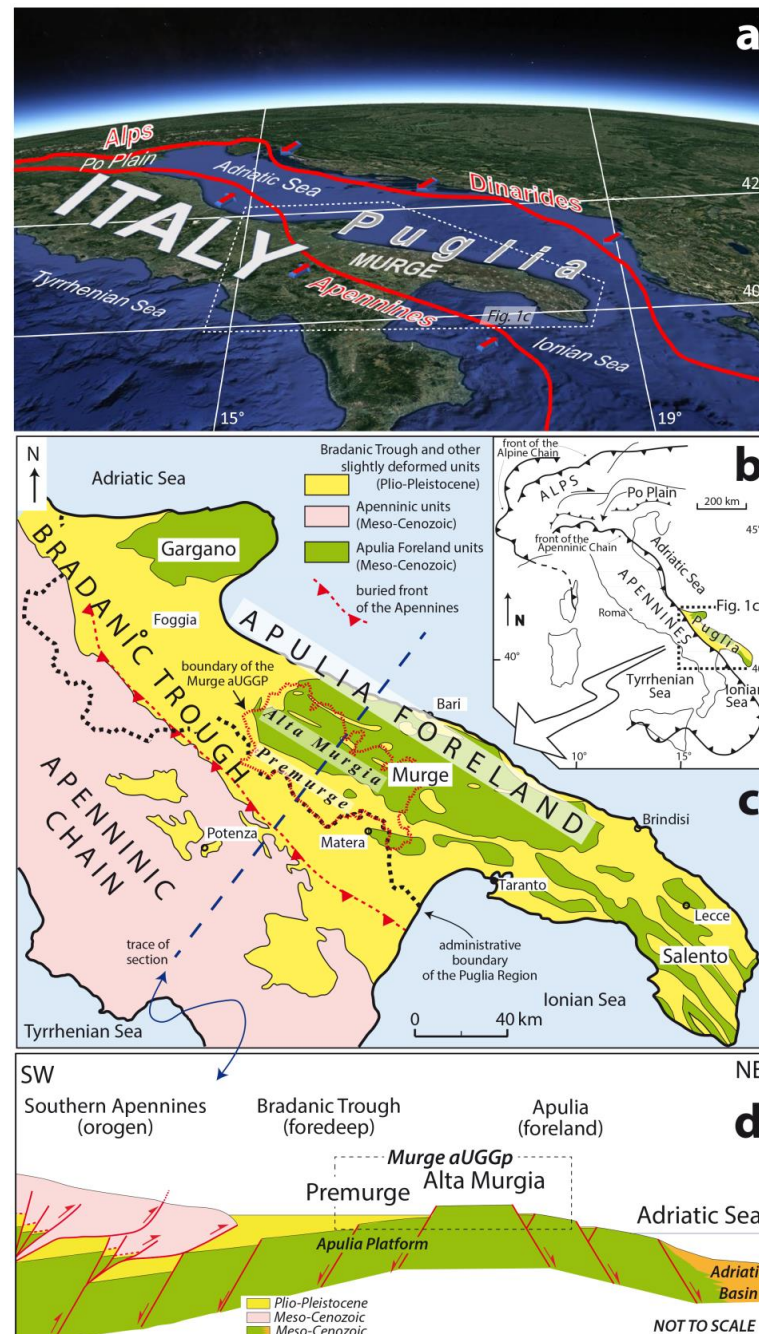 a
Alps
Po Plain
Adriatic Sea
Dinarides
42
ITALY
Puglia
MURGE
Tyrrhenian Sea
Apennines
40
Fig. 1c
Ionian Sea
15°
19°
N
Adriatic Sea
Bradanic Trough and other
slightly deformed units
(Plio-Pleistocene)
Apenninic units
(Meso-Cenozoic)
Apulia Foreland units
(Meso-Cenozoic)
buried front
of the Apennines
Gargano
BRADANIC TROUGH
Foggia
APULIA FORELAND
boundary of the
Murge aUGGP
Bari
Alta Murgia
Murge
Premurge
APENNINIC
CHAIN
Potenza
Matera
Brindisi
Taranto
Lecce
Salento
trace of
section
administrative
boundary
of the Puglia Region
Ionian Sea
Tyrrhenian Sea
0 40 km
c
b
front of the
Alpine Chain
ALPS
Po Plain
200 km
45°
front of the
Apenninic Chain
Adriatic Sea
APENNINES
Roma
Fig. 1c
Puglia
N
40°
40
Tyrrhenian
Sea
Ionian
Sea
10°
15°
SW
NE
Southern Apennines
(orogen)
Bradanic Trough
(foredeep)
Apulia
(foreland)
d
Murge aUGGp
Premurge
Alta Murgia
Adriatic Sea
Apulia Platform
Adriatic
Basin
Plio-Pleistocene
Meso-Cenozoic
Meso-Cenozoic
NOT TO SCALE